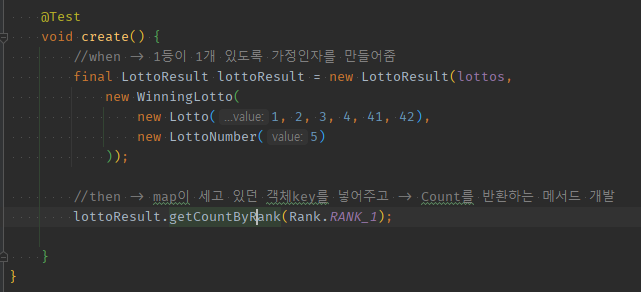 @Test
void create() {
//when -> 1등이 1개 있도록 가정인자를 만들어줌
final LottoResult lottoResult = new LottoResult(lottos,
new WinningLotto(
new Lotto( ...value: 1, 2, 3, 4, 41, 42),
new LottoNumber( value: 5)
));
//then -> map이 세고 있던 객체key를 넣어주고 -> Count를 반환하는 메서드 개발
lottoResult.getCountByRank(Rank.RANK_1);
}
}